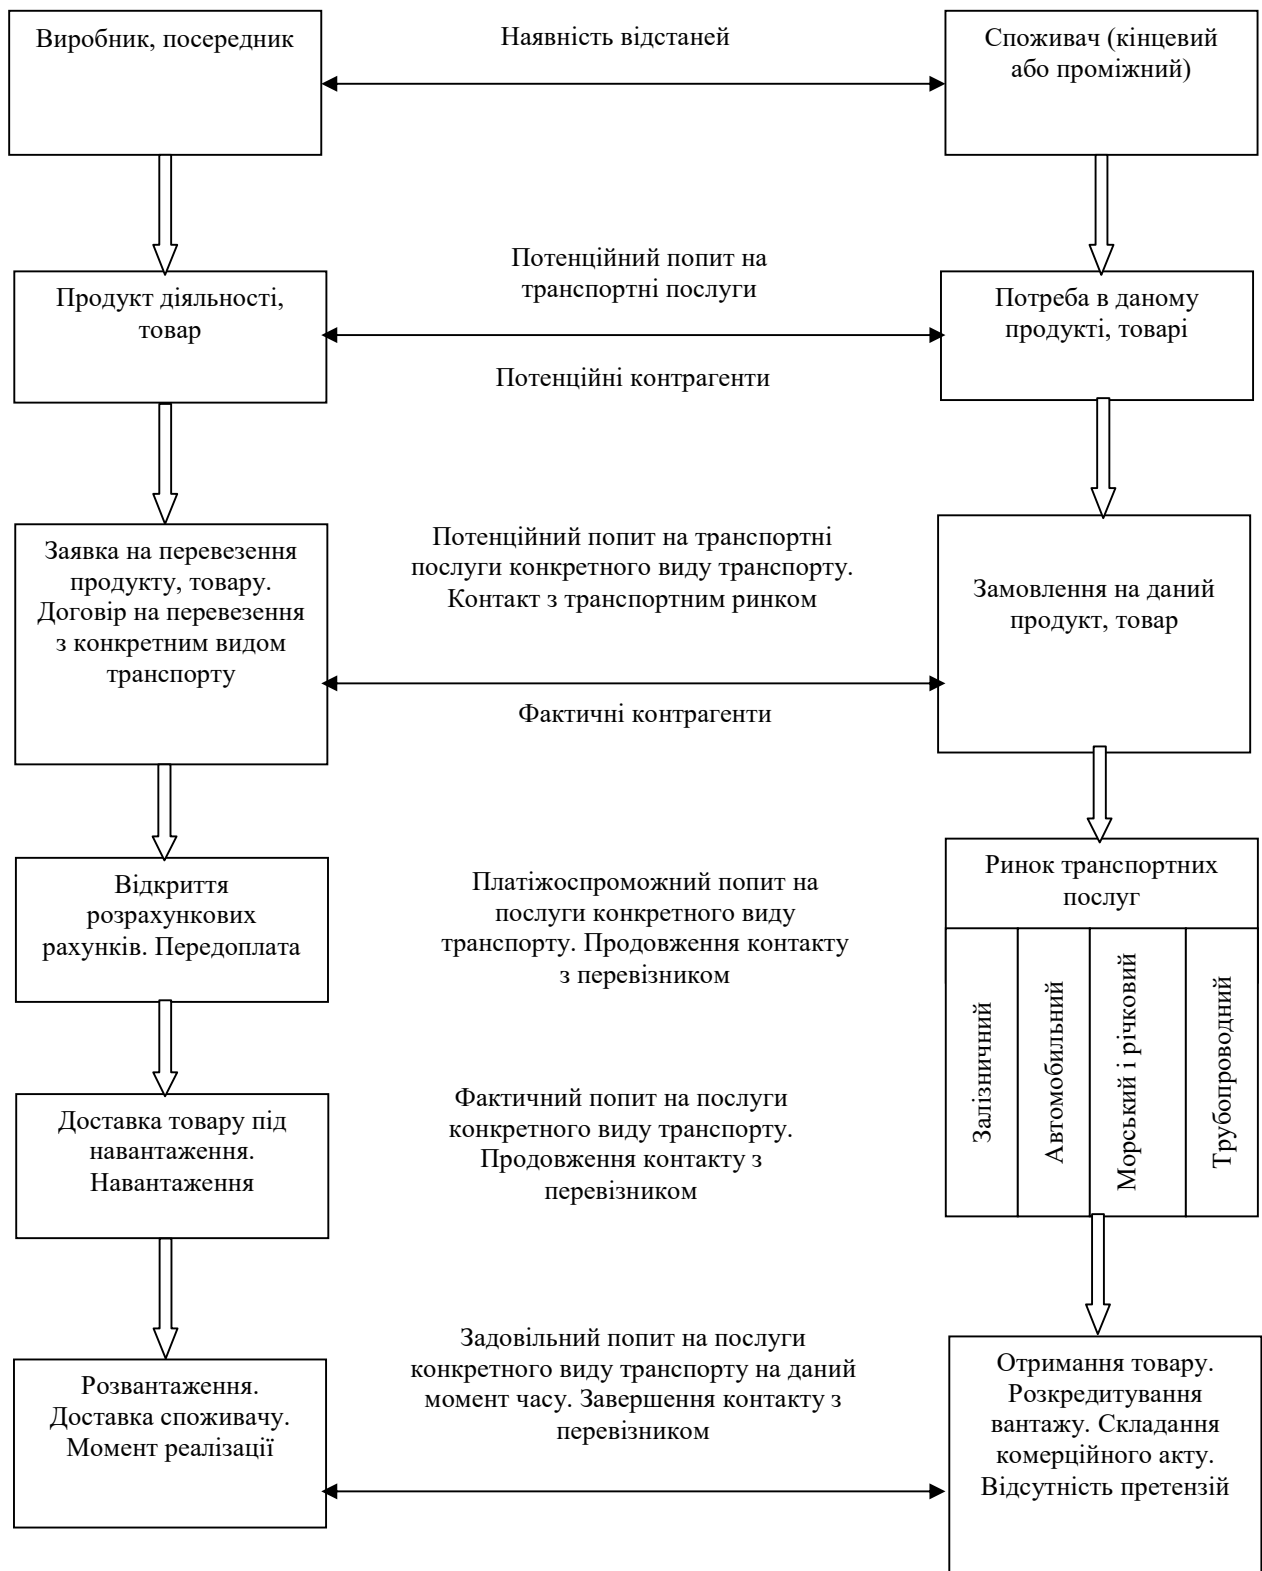 Виробник, посередник
Наявність відстаней
Споживач (кінцевий
або проміжний)
Продукт діяльності,
товар
Потенційний попит на
транспортні послуги
Потенційні контрагенти
Потреба в даному
продукті, товарі
Заявка на перевезення
продукту, товару.
Договір на перевезення
з конкретним видом
транспорту
Потенційний попит на транспортні
послуги конкретного виду транспорту.
Контакт з транспортним ринком
Фактичні контрагенти
Замовлення на даний
продукт, товар
Відкриття
розрахункових
рахунків. Передоплата
Платіжоспроможний попит на
послуги конкретного виду
транспорту. Продовження контакту
з перевізником
Ринок транспортних
послуг
Залізничний
Автомобильний
Морський і річковий
Трубопроводний
Доставка товару під
навантаження.
Навантаження
Фактичний попит на послуги
конкретного виду транспорту.
Продовження контакту з
перевізником
Розвантаження.
Доставка споживачу.
Момент реалізації
Задовільний попит на послуги
конкретного виду транспорту на даний
момент часу. Завершення контакту з
перевізником
Отримання товару.
Розкредитування
вантажу. Складання
комерційного акту.
Відсутність претензій